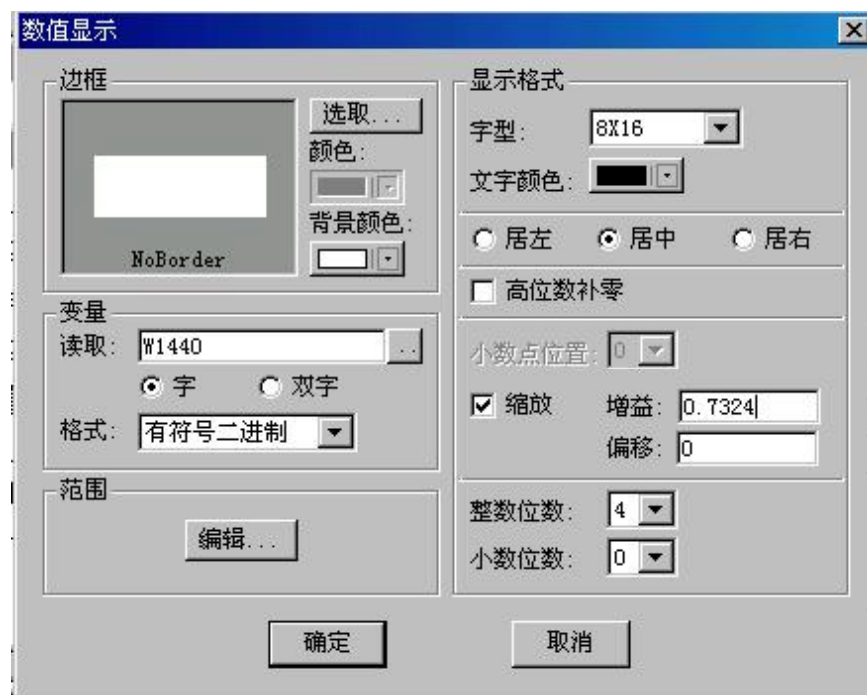 数值显示
边框
选取...
颜色:
背景颜色:
NoBorder
变量
读取: W1440 ..
字 双字
格式: 有符号二进制
范围
编辑...
显示格式
字型: 8X16
文字颜色:
居左 居中 居右
高位数补零
小数点位置: 0
缩放 增益: 0.7324
偏移: 0
整数位数: 4
小数位数: 0
确定 取消